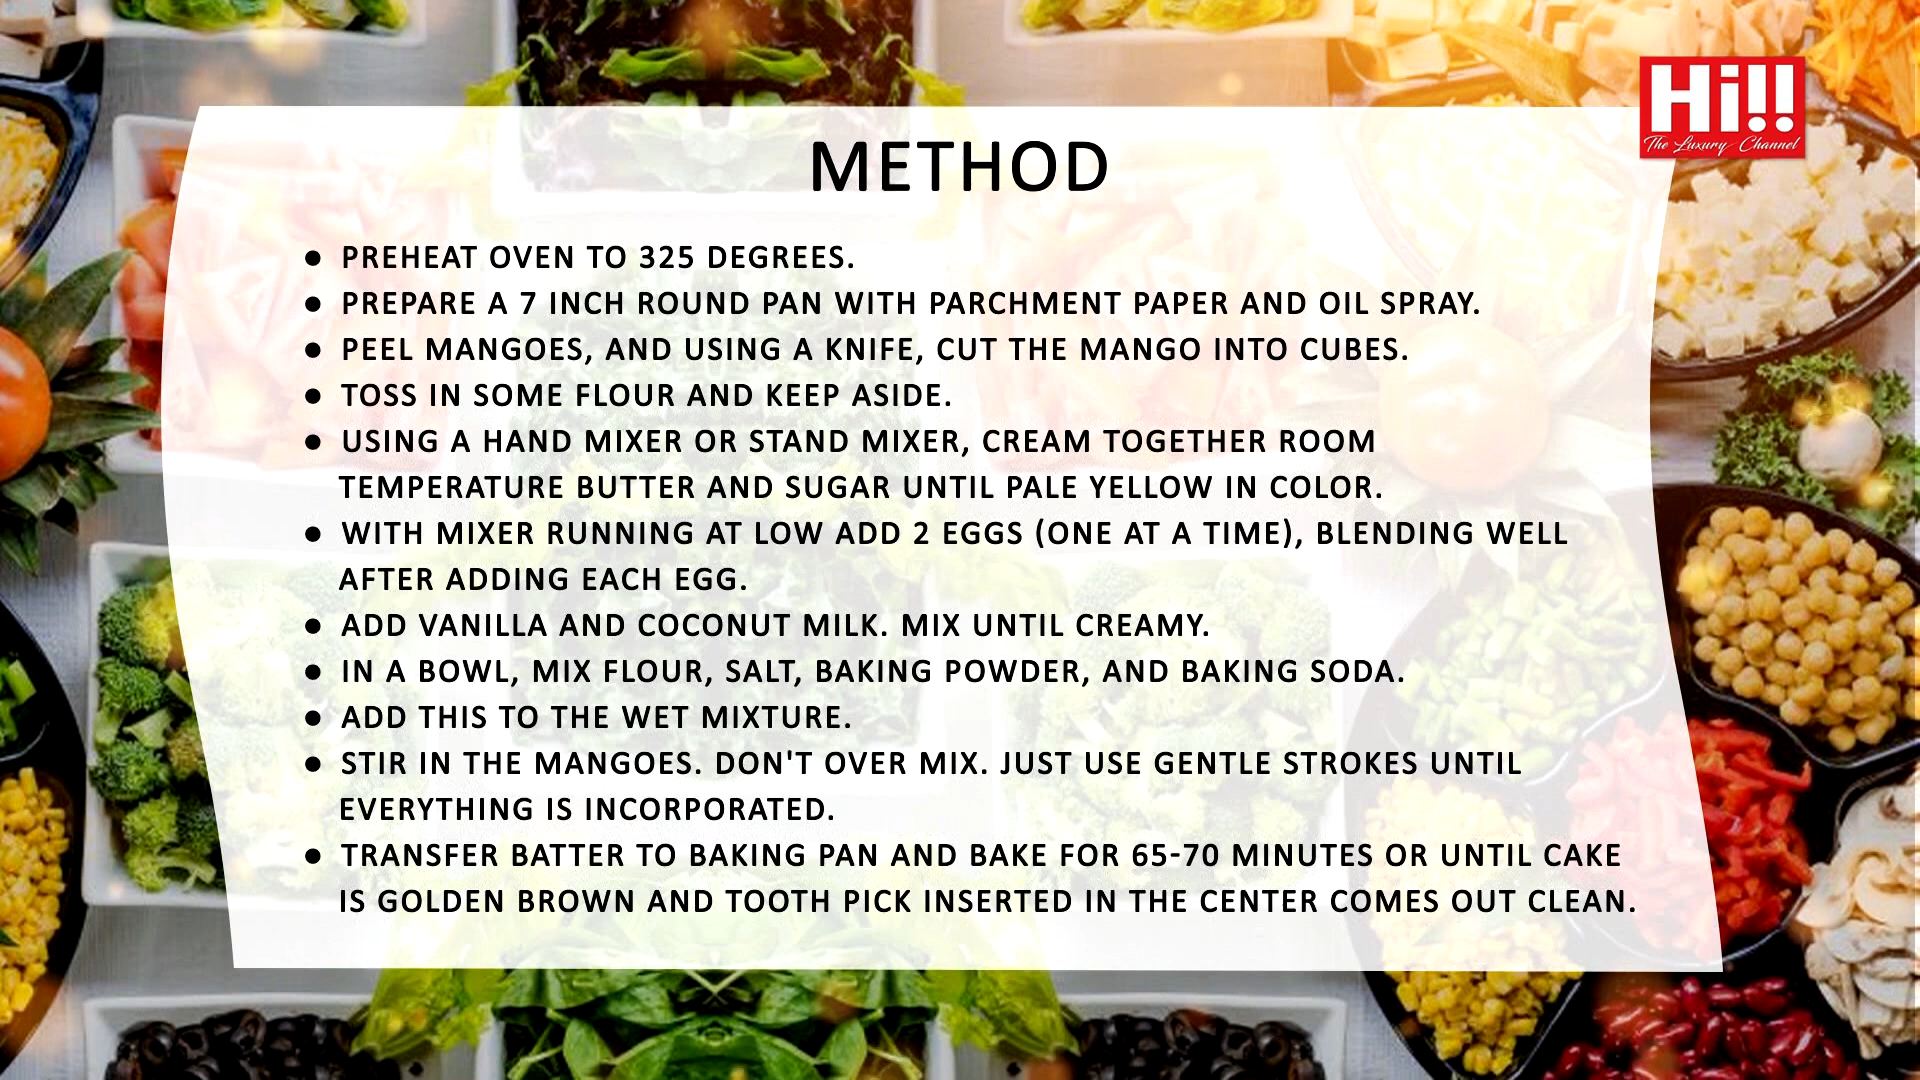 Hi!!
The Luxury Channel
METHOD
● PREHEAT OVEN TO 325 DEGREES.
● PREPARE A 7 INCH ROUND PAN WITH PARCHMENT PAPER AND OIL SPRAY.
● PEEL MANGOES, AND USING A KNIFE, CUT THE MANGO INTO CUBES.
● TOSS IN SOME FLOUR AND KEEP ASIDE.
● USING A HAND MIXER OR STAND MIXER, CREAM TOGETHER ROOM
TEMPERATURE BUTTER AND SUGAR UNTIL PALE YELLOW IN COLOR.
● WITH MIXER RUNNING AT LOW ADD 2 EGGS (ONE AT A TIME), BLENDING WELL
AFTER ADDING EACH EGG.
● ADD VANILLA AND COCONUT MILK. MIX UNTIL CREAMY.
● IN A BOWL, MIX FLOUR, SALT, BAKING POWDER, AND BAKING SODA.
● ADD THIS TO THE WET MIXTURE.
● STIR IN THE MANGOES. DON'T OVER MIX. JUST USE GENTLE STROKES UNTIL
EVERYTHING IS INCORPORATED.
● TRANSFER BATTER TO BAKING PAN AND BAKE FOR 65-70 MINUTES OR UNTIL CAKE
IS GOLDEN BROWN AND TOOTH PICK INSERTED IN THE CENTER COMES OUT CLEAN.